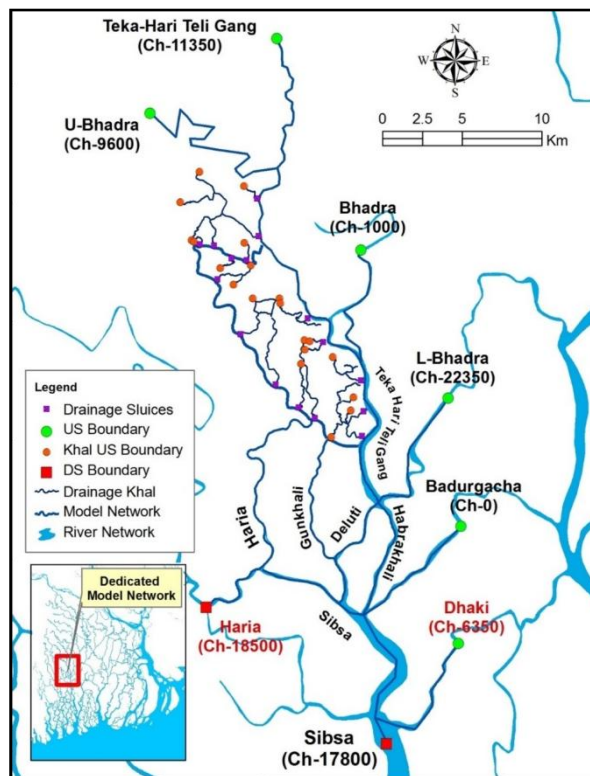 Teka-Hari Teli Gang
(Ch-11350)
N
W E
S
0 2.5 5 10
Km
U-Bhadra
(Ch-9600)
Bhadra
(Ch-1000)
L-Bhadra
(Ch-22350)
Teka Hari Teli Gang
Legend
Drainage Sluices
US Boundary
Khal US Boundary
DS Boundary
Drainage Khal
Model Network
River Network
Badurgacha
(Ch-0)
Haria
Gunkhali
Deluti
Habrakhali
Dedicated
Model Network
Sibsa
Haria
(Ch-18500)
Dhaki
(Ch-6350)
Sibsa
(Ch-17800)